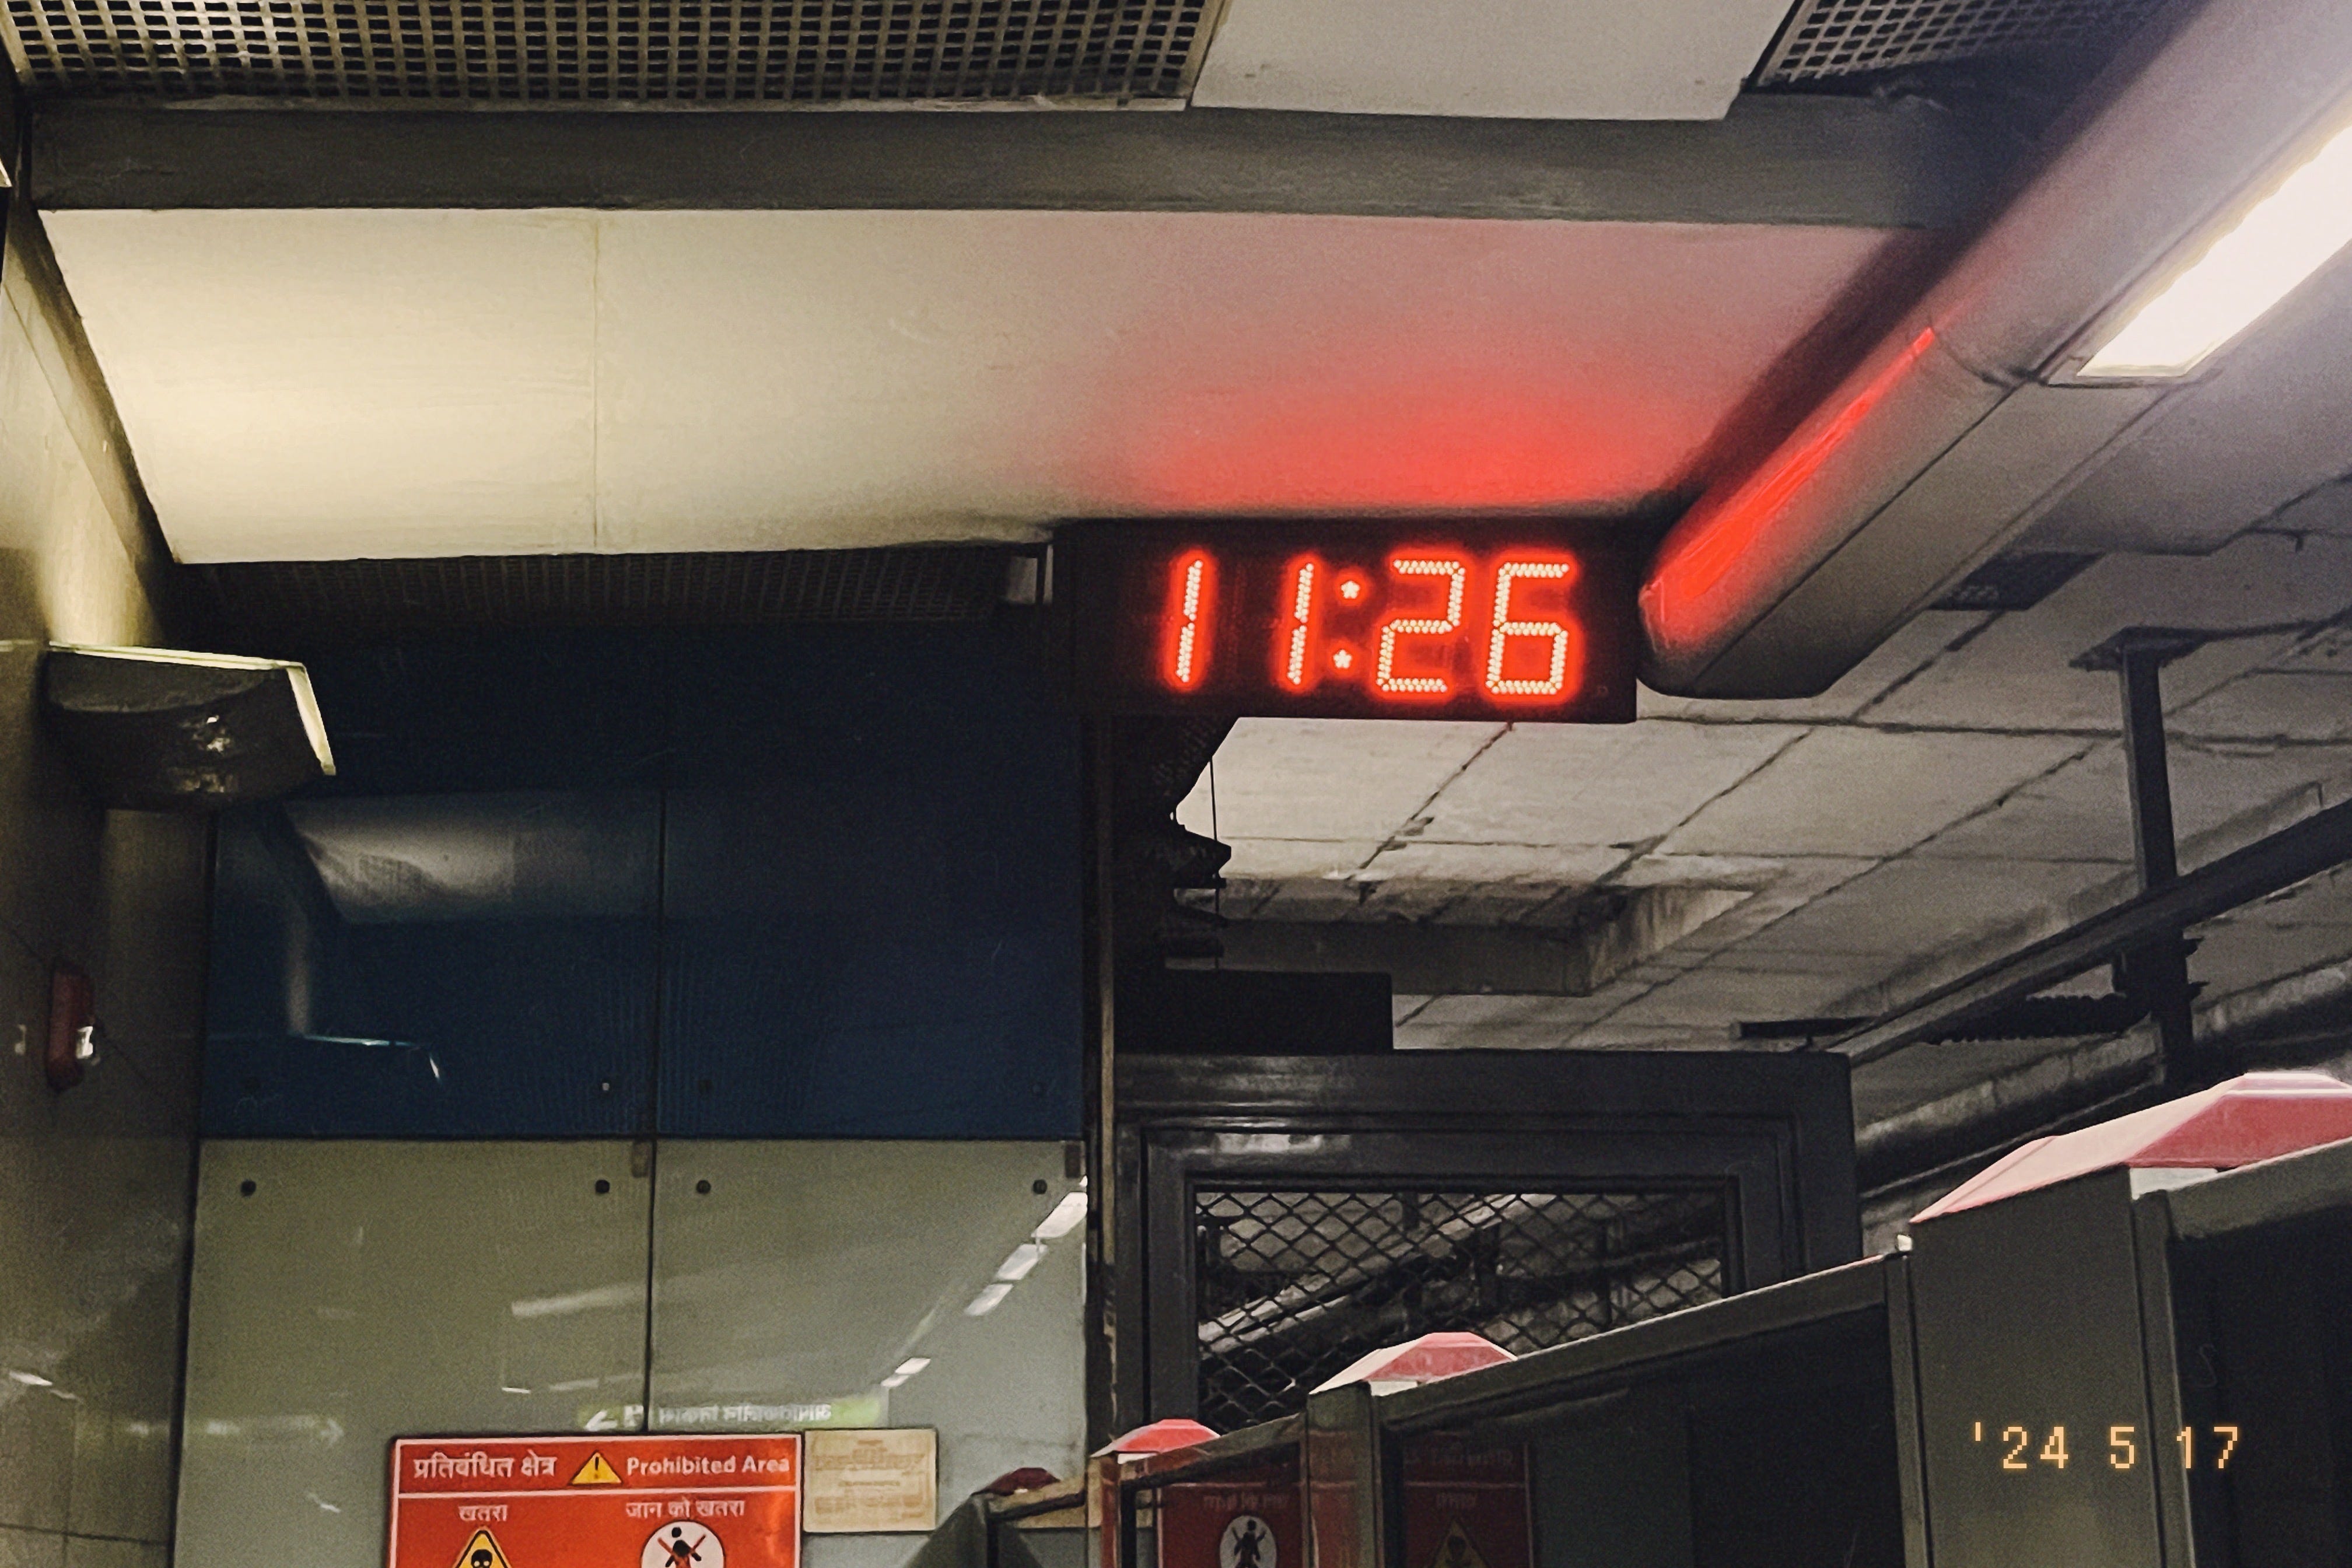 11:26
प्रतिबंधित क्षेत्र Prohibited Area
खतरा जान को खतरा
'24 5 17